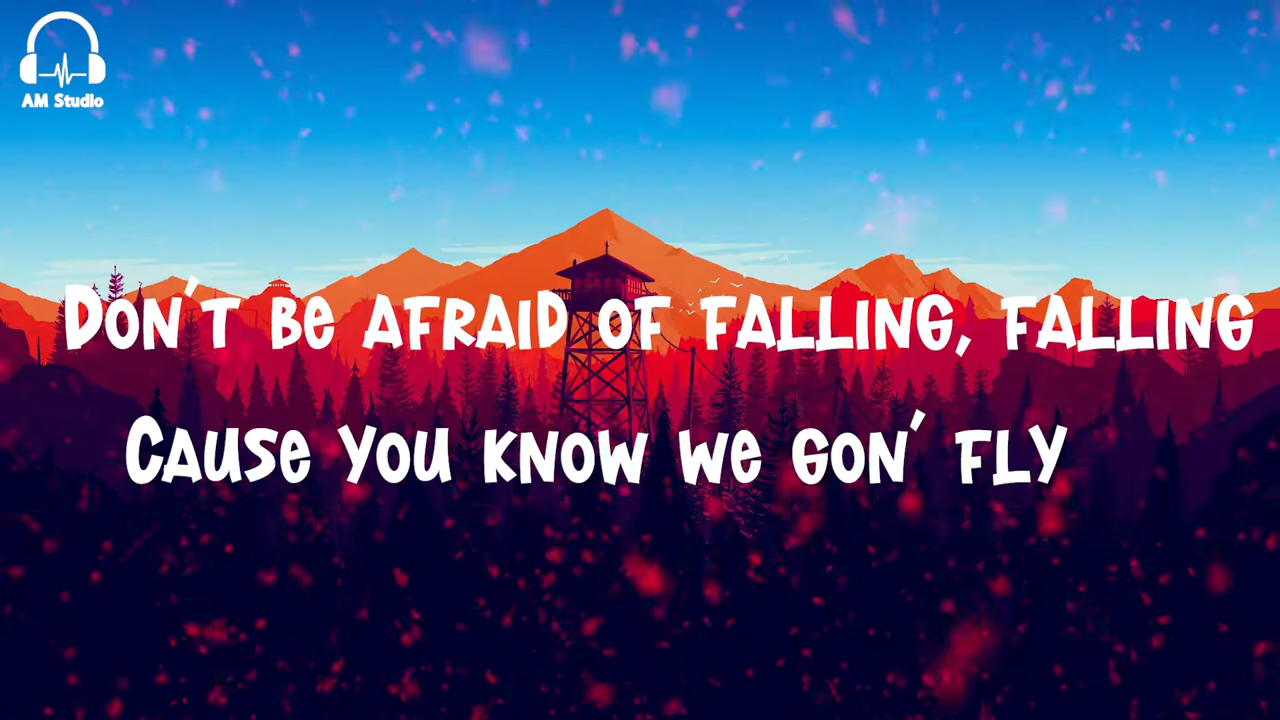 AM Studio
Don't be afraid of falling, falling
Cause you know we gon' fly